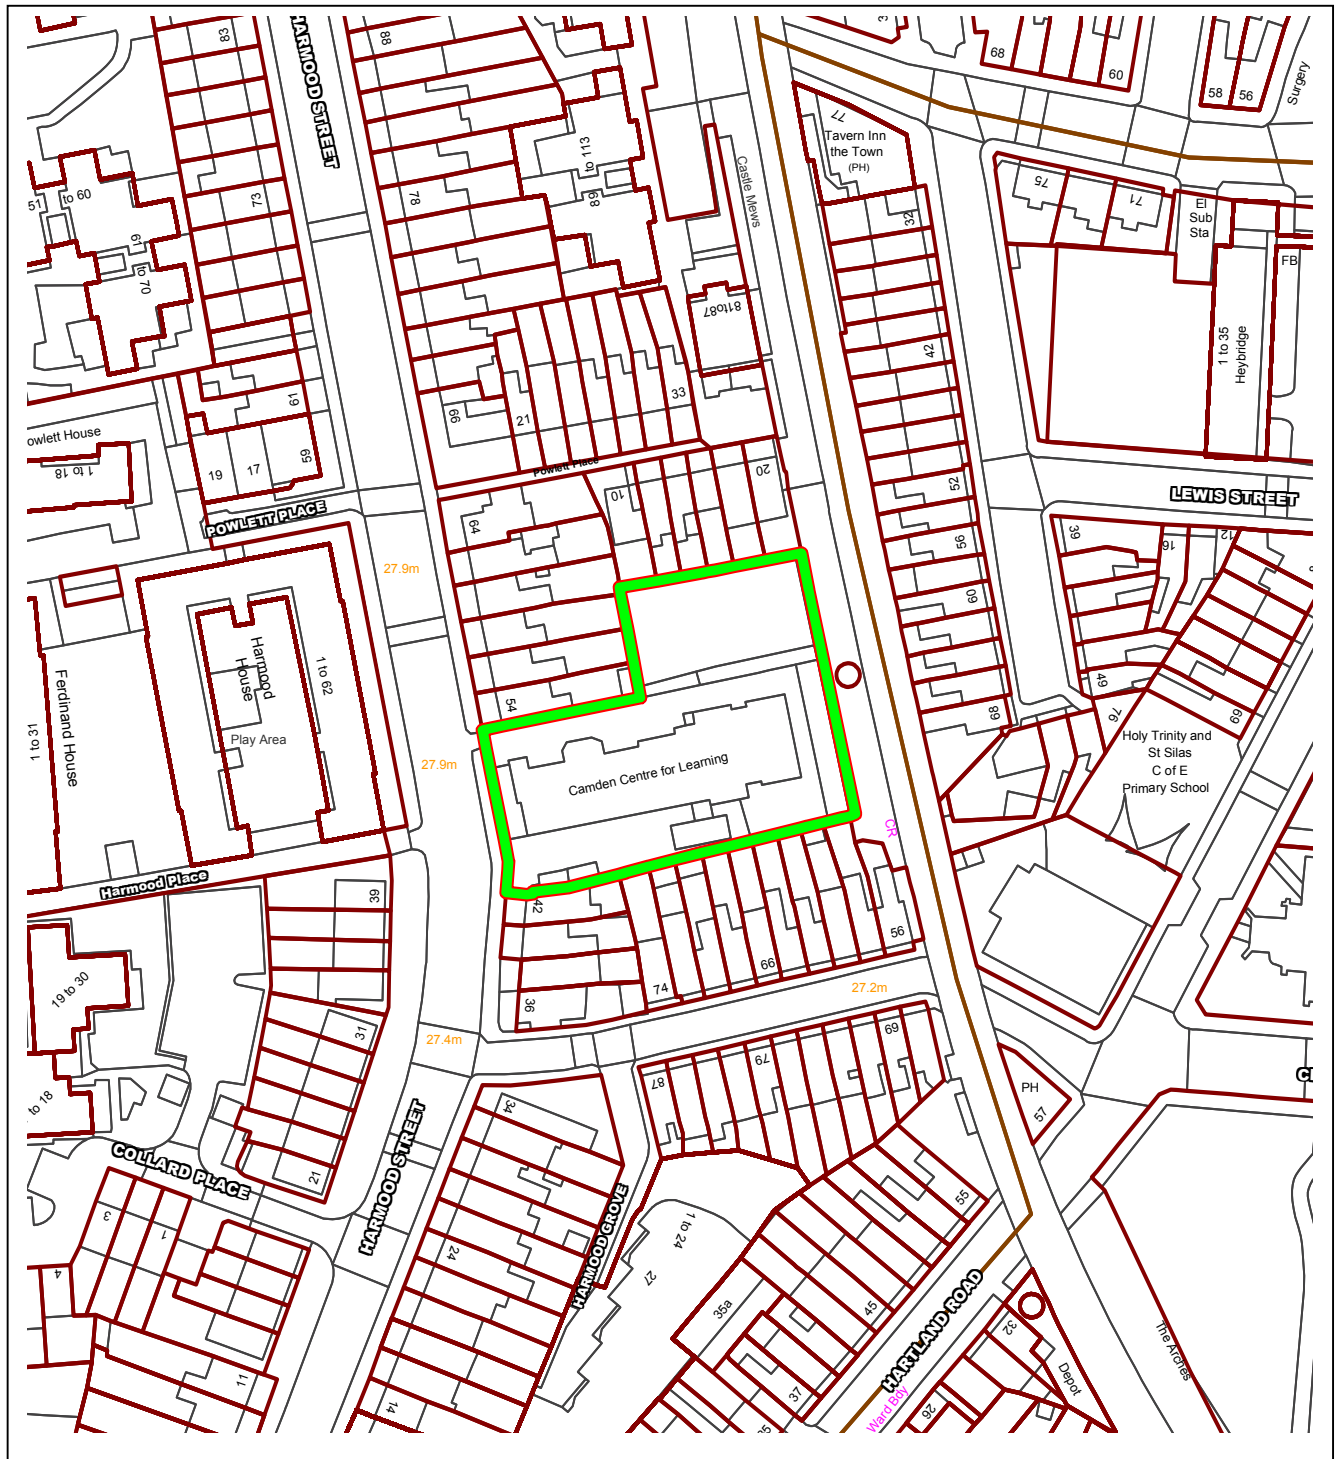 HARMOOD STREET
83
88
68
60
58
56
Surgery
77
Tavern Inn
the Town
(PH)
89 to 113
Castle Mews
51
to 60
61
to 70
73
78
32
75
71
El
Sub
Sta
FB
81to87
42
1 to 35
Heybridge
61
66
21
33
owlett House
1 to 18
19
17
59
Powlett Place
20
10
64
52
LEWIS STREET
POWLETT PLACE
27.9m
56
39
16
12
60
Harmood
House
1 to 62
Ferdinand House
1 to 31
Play Area
54
27.9m
68
49
76
69
Holy Trinity and
St Silas
C of E
Primary School
Camden Centre for Learning
CR
Harmood Place
39
42
56
66
74
36
19 to 30
27.2m
31
27.4m
69
79
87
PH
57
to 18
34
COLLARD PLACE
21
HARMOOD STREET
HARMOOD GROVE
1 to 24
27
55
3
1
4
24
35a
45
HARTLAND ROAD
32
Depot
The Arches
11
14
37
Ward Bdy
26